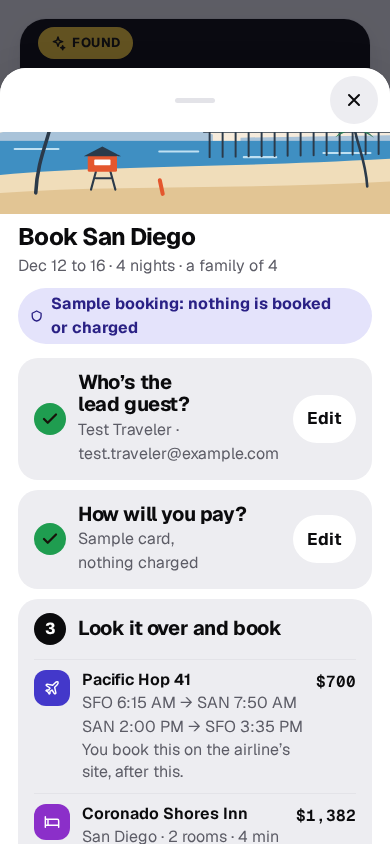 FOUND
Book San Diego
Dec 12 to 16 · 4 nights · a family of 4
Sample booking: nothing is booked
or charged
Who’s the
lead guest?
Test Traveler ·
test.traveler@example.com
Edit
How will you pay?
Sample card,
nothing charged
Edit
3 Look it over and book
Pacific Hop 41 $700
SFO 6:15 AM → SAN 7:50 AM
SAN 2:00 PM → SFO 3:35 PM
You book this on the airline’s
site, after this.
Coronado Shores Inn $1,382
San Diego · 2 rooms · 4 min